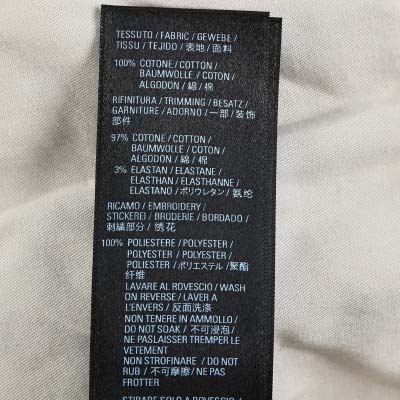 TESSUTO / FABRIC / GEWEBE /
TISSU / TEJIDO / 表地 / 面料
100% COTONE / COTTON /
BAUMWOLLE / COTON /
ALGODON / 綿 / 棉
RIFINITURA / TRIMMING / BESATZ /
GARNITURE / ADORNO / 一部 / 装饰
部件
97% COTONE / COTTON /
BAUMWOLLE / COTON /
ALGODON / 綿 / 棉
3% ELASTAN / ELASTANE /
ELASTHAN / ELASTHANNE /
ELASTANO / ポリウレタン / 氨纶
RICAMO / EMBROIDERY /
STICKEREI / BRODERIE / BORDADO /
刺繍部分 / 绣花
100% POLIESTERE / POLYESTER /
POLYESTER / POLYESTER /
POLIESTER / ポリエステル / 聚酯
纤维
LAVARE AL ROVESCIO / WASH
ON REVERSE / LAVER A
L'ENVERS / 反面洗涤
NON TENERE IN AMMOLLO /
DO NOT SOAK / 不可浸泡 /
NE PAS LAISSER TREMPER LE
VETEMENT
NON STROFINARE / DO NOT
RUB / 不可摩擦 / NE PAS
FROTTER
STIRARE SOLO A ROVESCIO /